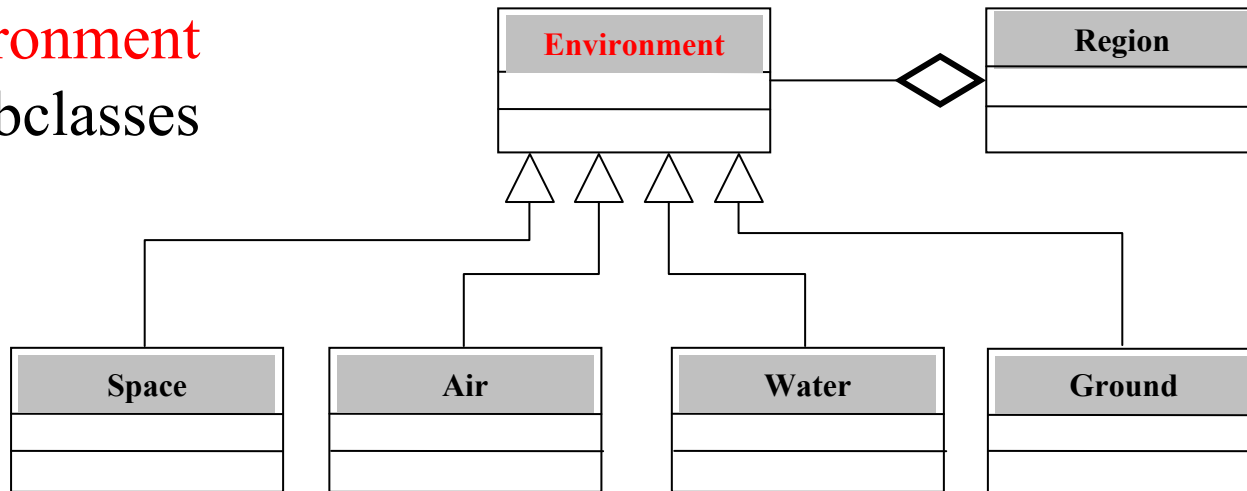 ronment
bclasses
Environment
Region
Space
Air
Water
Ground